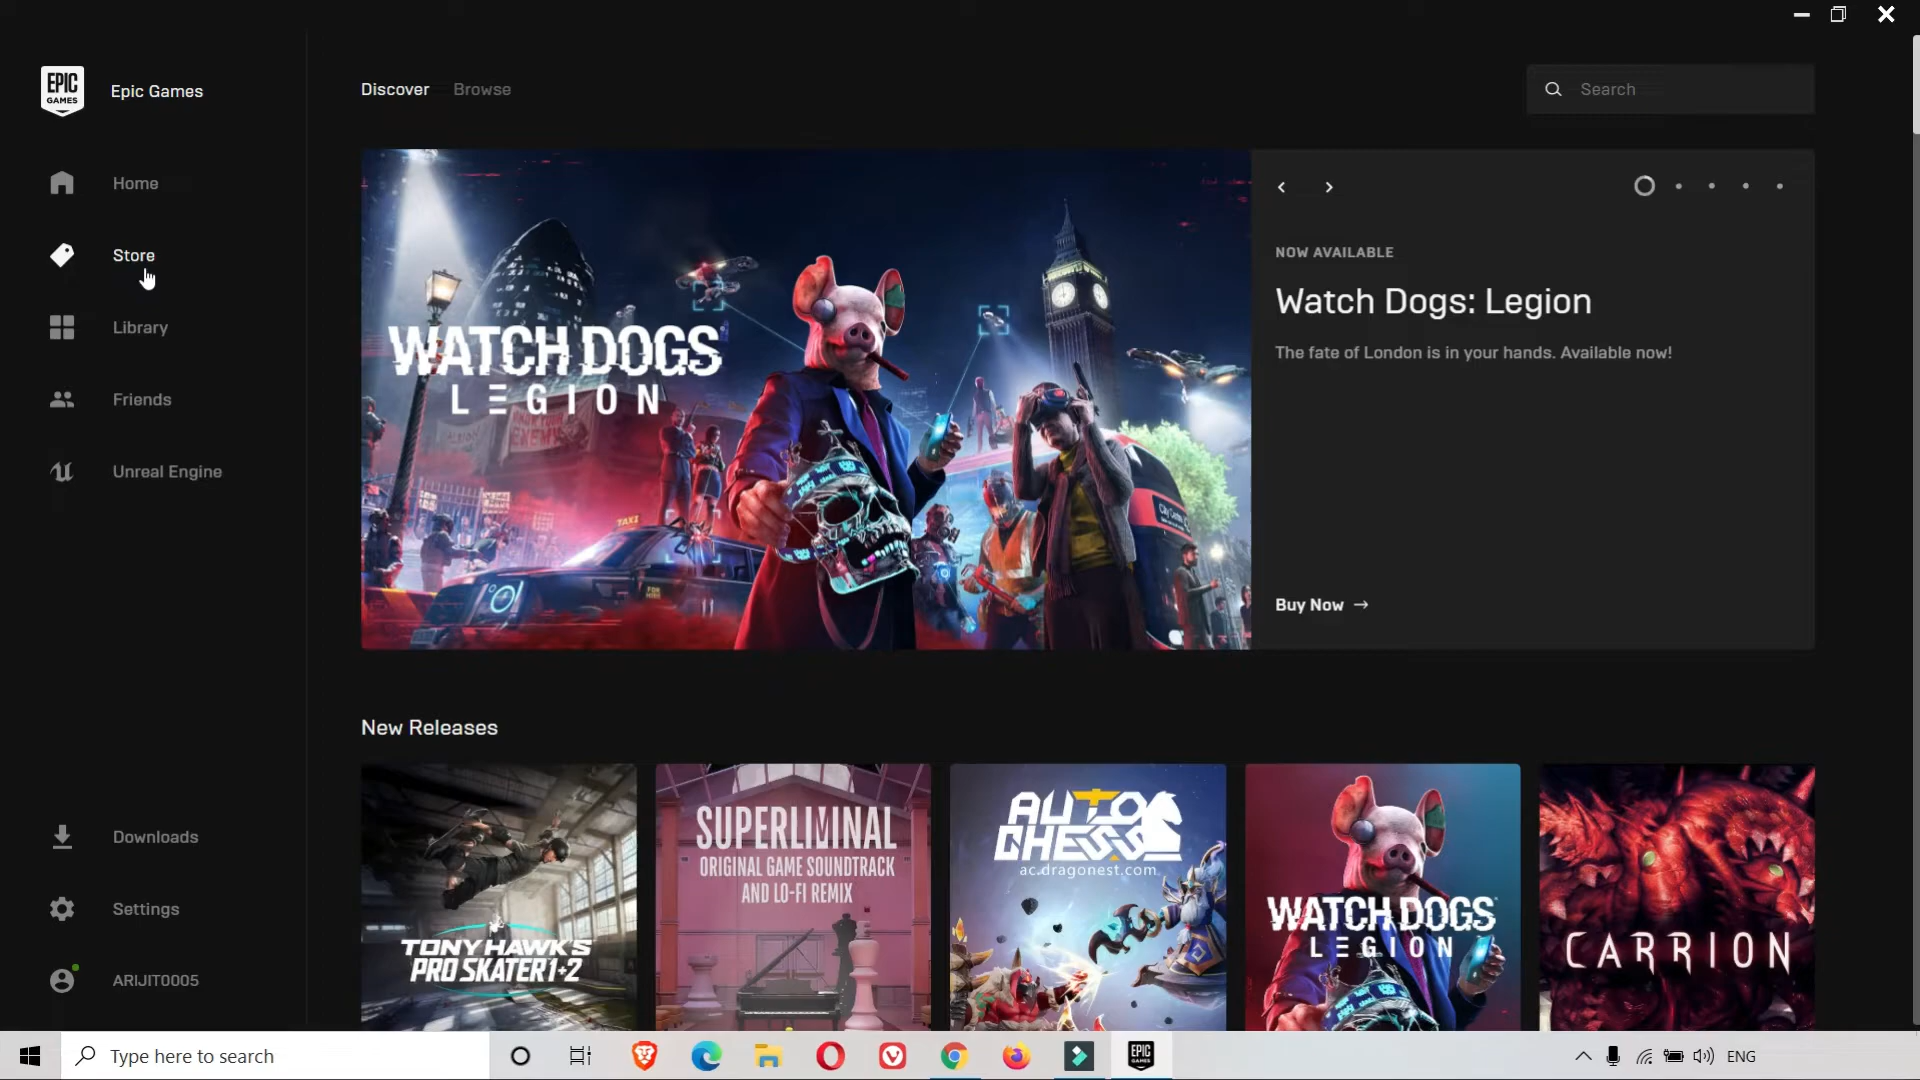 EPIC
GAMES
Epic Games
Home
Store
Library
Friends
Unreal Engine
Downloads
Settings
ARIJIT0005
Discover
Browse
Search
WATCH DOGS
LEGION
TAXI
NOW AVAILABLE
Watch Dogs: Legion
The fate of London is in your hands. Available now!
Buy Now →
New Releases
TONY HAWK'S
PRO SKATER 1+2
SUPERLIMINAL
ORIGINAL GAME SOUNDTRACK
AND LO-FI REMIX
AUTO
CHESS
ac.dragonest.com
WATCH DOGS
LEGION
CARRION
Type here to search
EPIC
GAMES
ENG